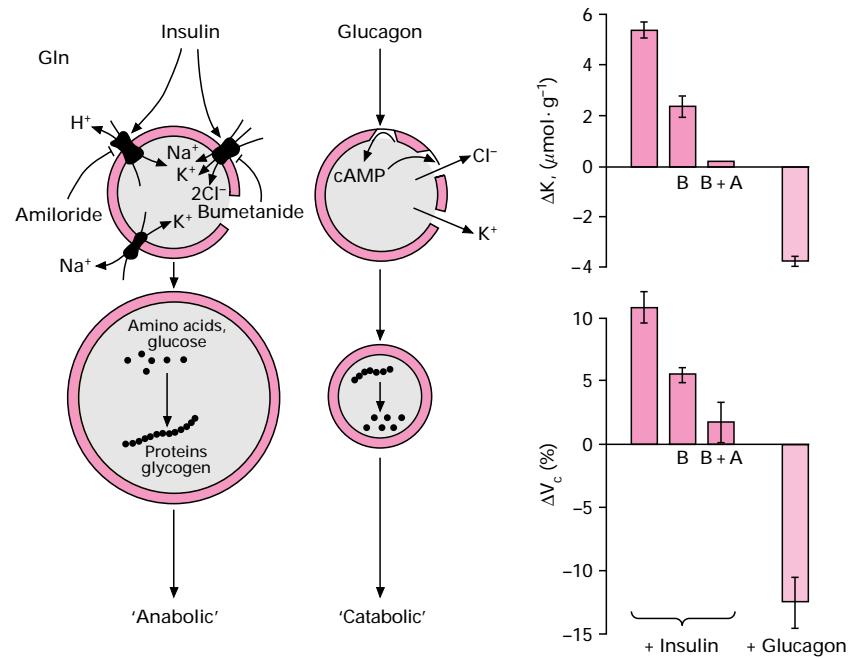 Insulin
Gln
H⁺
Na⁺
K⁺
2Cl⁻
Amiloride
Bumetanide
K⁺
Na⁺
Amino acids,
glucose
Proteins
glycogen
'Anabolic'
Glucagon
cAMP
Cl⁻
K⁺
'Catabolic'
ΔK, (μmol · g⁻¹)
6
4
2
0
−2
−4
B
B + A
ΔV꜀ (%)
10
5
0
−5
−10
−15
B
B + A
+ Insulin
+ Glucagon